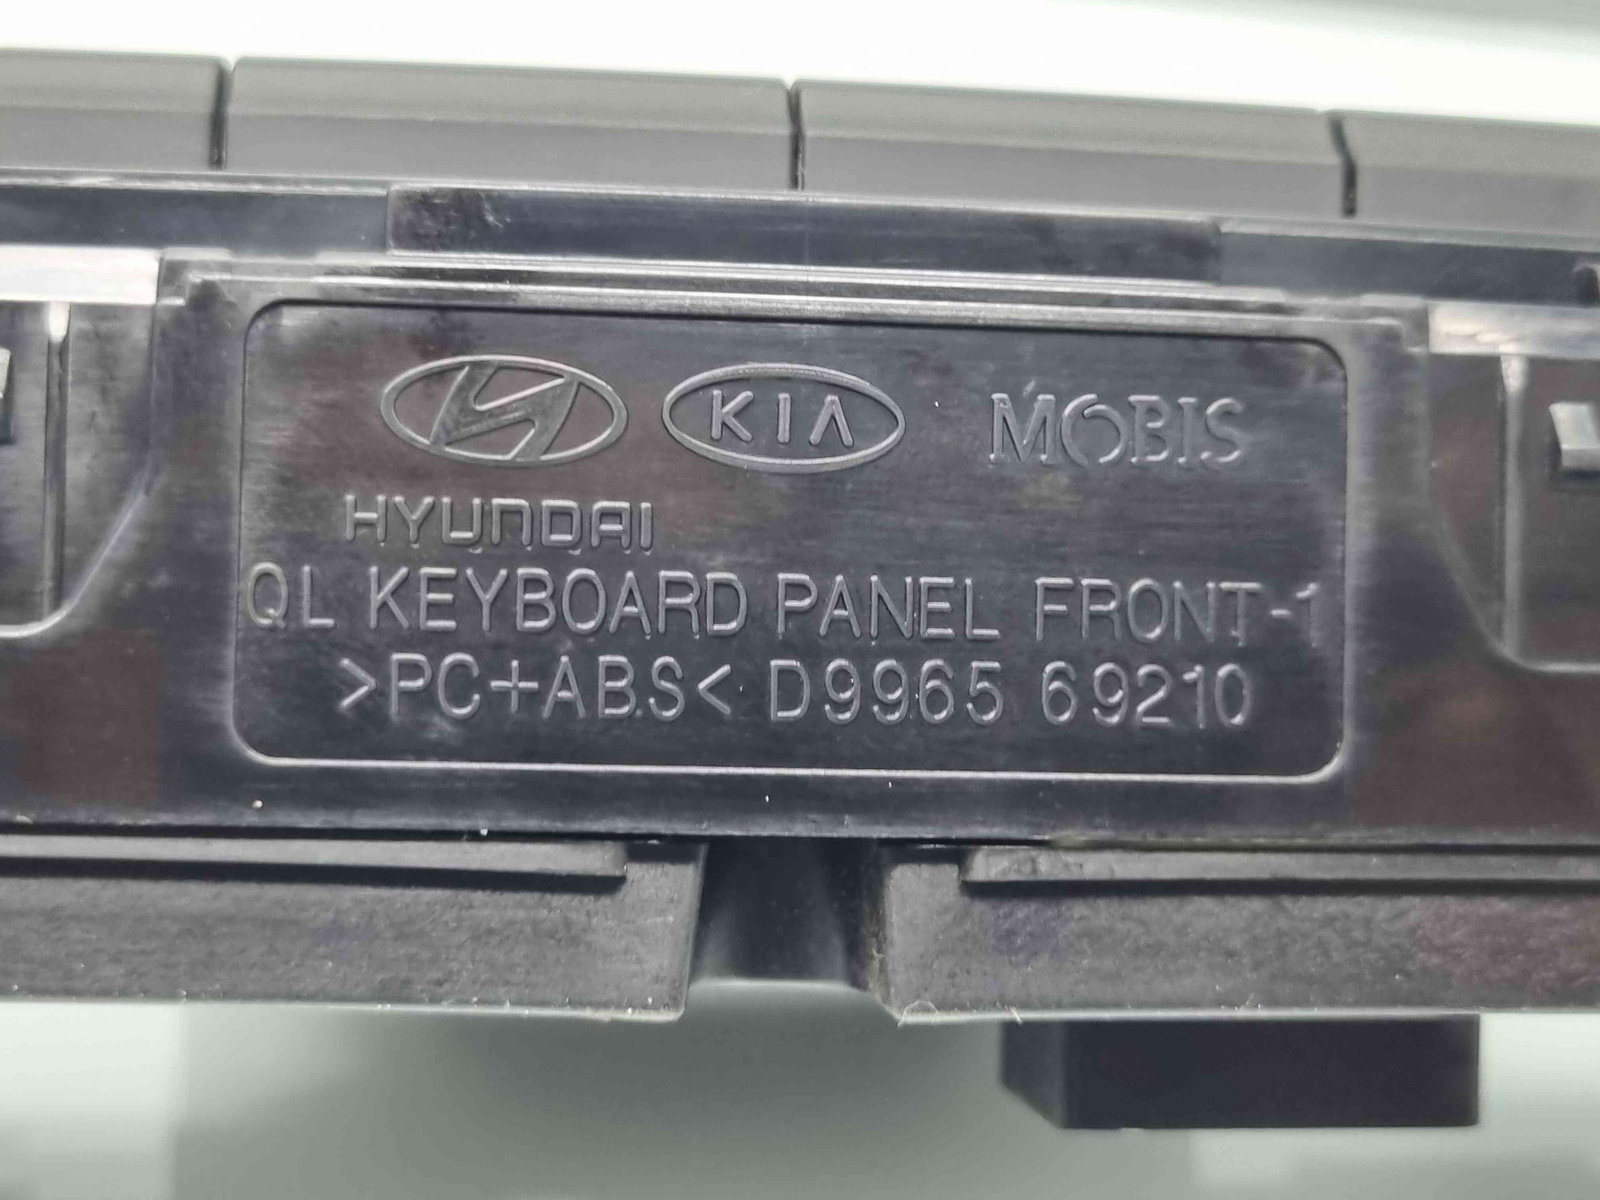 KIA MOBIS
HYUNDAI
QL KEYBOARD PANEL FRONT-1
>PC+ABS< D9965 69210